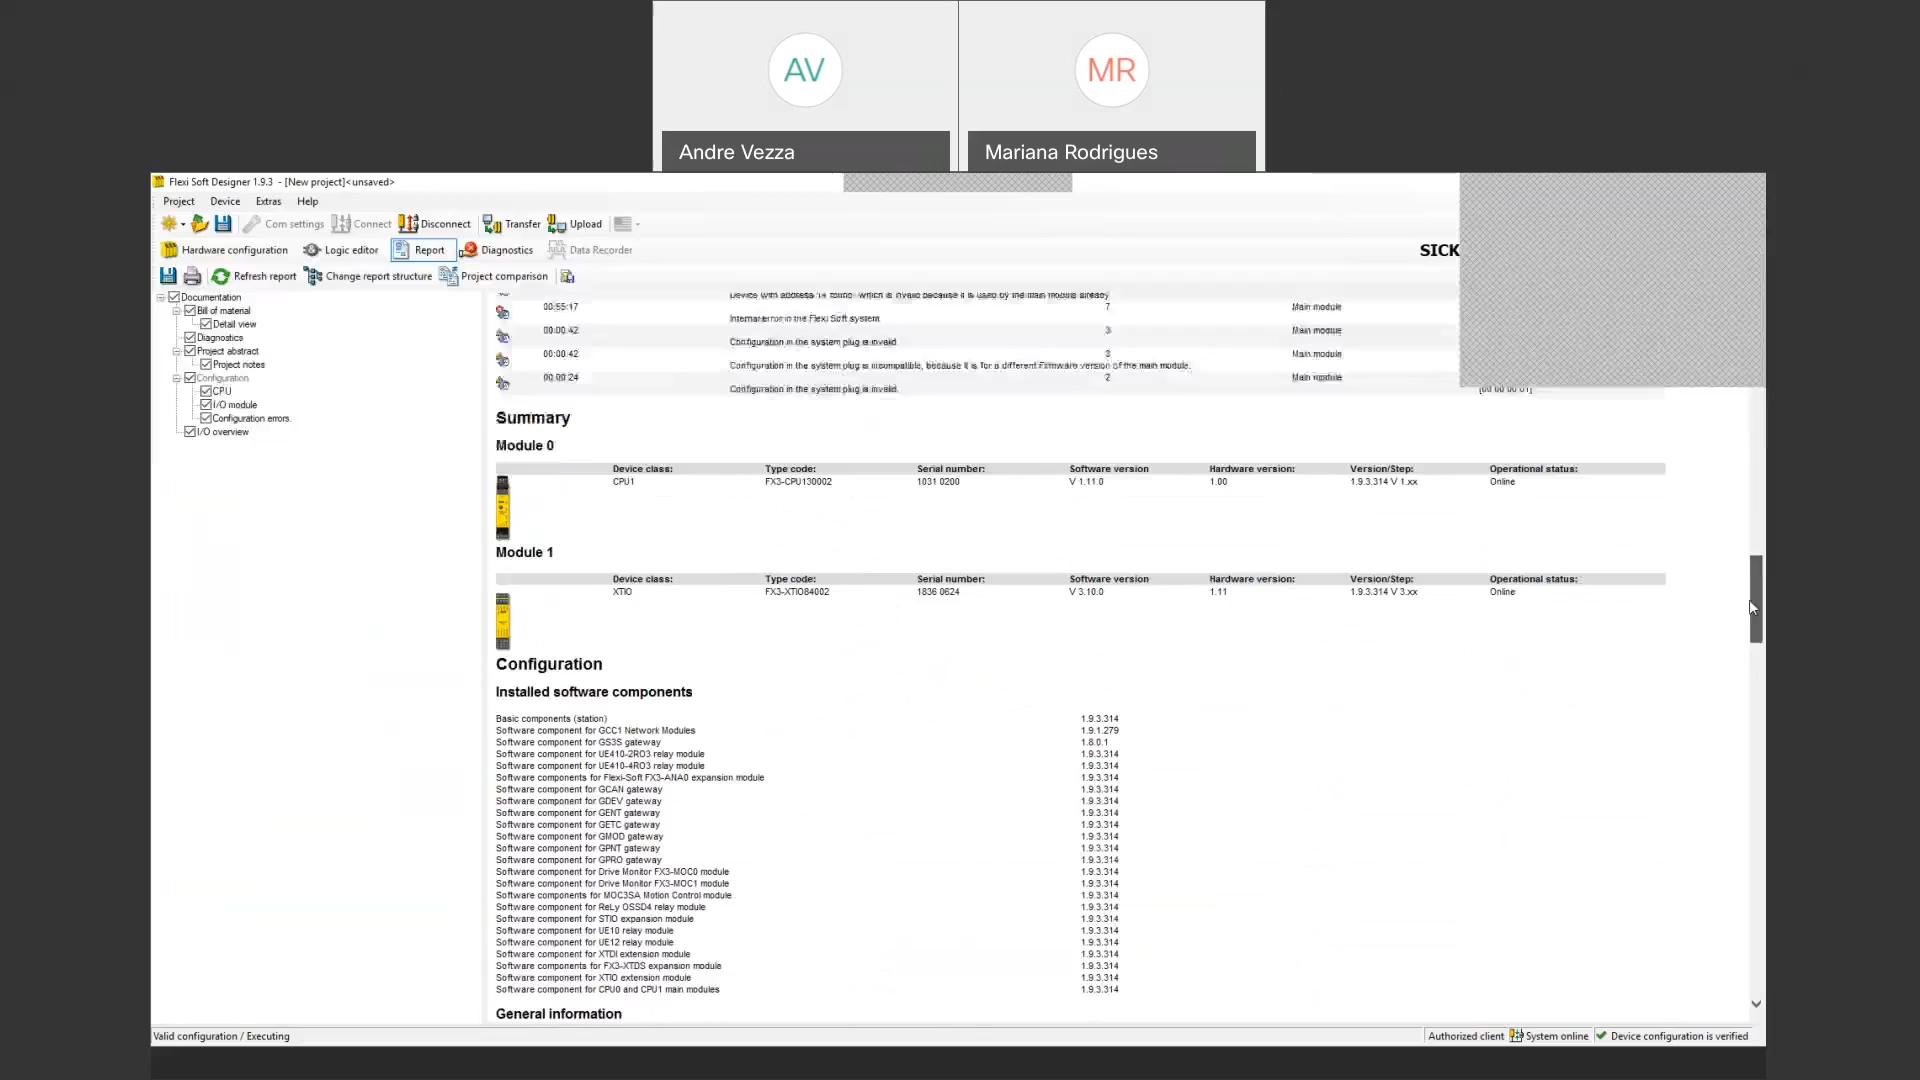 AV
MR
Andre Vezza
Mariana Rodrigues
Flexi Soft Designer 1.9.3 - [New project]<unsaved>
Project Device Extras Help
Com settings Connect Disconnect Transfer Upload
Hardware configuration Logic editor Report Diagnostics Data Recorder
SICK
Refresh report Change report structure Project comparison
Documentation
Bill of material
Detail view
Diagnostics
Project abstract
Project notes
Configuration
CPU
I/O module
Configuration errors.
I/O overview
Device with address 14 found which is invalid because it is used by the main module already
00:55:17 7 Main module
Internal error in the Flexi Soft system
00:00:42 3 Main module
Configuration in the system plug is invalid.
00:00:42 3 Main module
Configuration in the system plug is incompatible, because it is for a different Firmware version of the main module.
00:00:24 2 Main module
Configuration in the system plug is invalid.
Summary
Module 0
Device class: Type code: Serial number: Software version Hardware version: Version/Step: Operational status:
CPU1 FX3-CPU130002 1031 0200 V 1.11.0 1.00 1.9.3.314 V 1.xx Online
Module 1
Device class: Type code: Serial number: Software version Hardware version: Version/Step: Operational status:
XTIO FX3-XTIO84002 1836 0624 V 3.10.0 1.11 1.9.3.314 V 3.xx Online
Configuration
Installed software components
Basic components (station) 1.9.3.314
Software component for GCC1 Network Modules 1.9.1.279
Software component for GS3S gateway 1.8.0.1
Software component for UE410-2RO3 relay module 1.9.3.314
Software component for UE410-4RO3 relay module 1.9.3.314
Software components for Flexi-Soft FX3-ANA0 expansion module 1.9.3.314
Software component for GCAN gateway 1.9.3.314
Software component for GDEV gateway 1.9.3.314
Software component for GENT gateway 1.9.3.314
Software component for GETC gateway 1.9.3.314
Software component for GMOD gateway 1.9.3.314
Software component for GPNT gateway 1.9.3.314
Software component for GPRO gateway 1.9.3.314
Software component for Drive Monitor FX3-MOC0 module 1.9.3.314
Software component for Drive Monitor FX3-MOC1 module 1.9.3.314
Software components for MOC3SA Motion Control module 1.9.3.314
Software component for ReLy OSSD4 relay module 1.9.3.314
Software component for STIO expansion module 1.9.3.314
Software component for UE10 relay module 1.9.3.314
Software component for UE12 relay module 1.9.3.314
Software component for XTDI extension module 1.9.3.314
Software components for FX3-XTDS expansion module 1.9.3.314
Software component for XTIO extension module 1.9.3.314
Software component for CPU0 and CPU1 main modules 1.9.3.314
General information
Valid configuration / Executing Authorized client System online Device configuration is verified